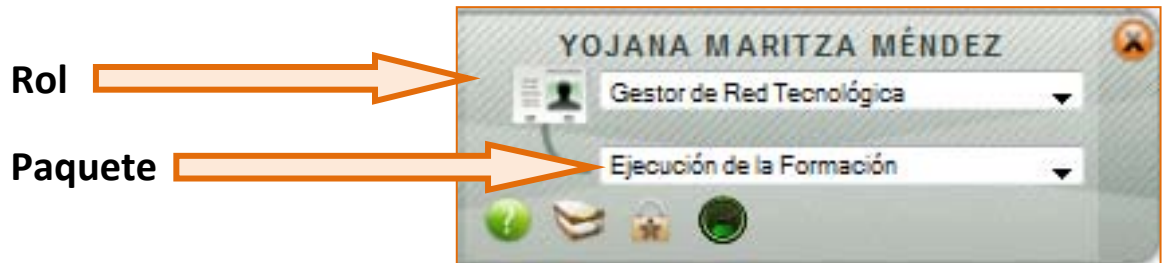 YOJANA MARITZA MÉNDEZ
Rol
Gestor de Red Tecnológica
Paquete
Ejecución de la Formación
?